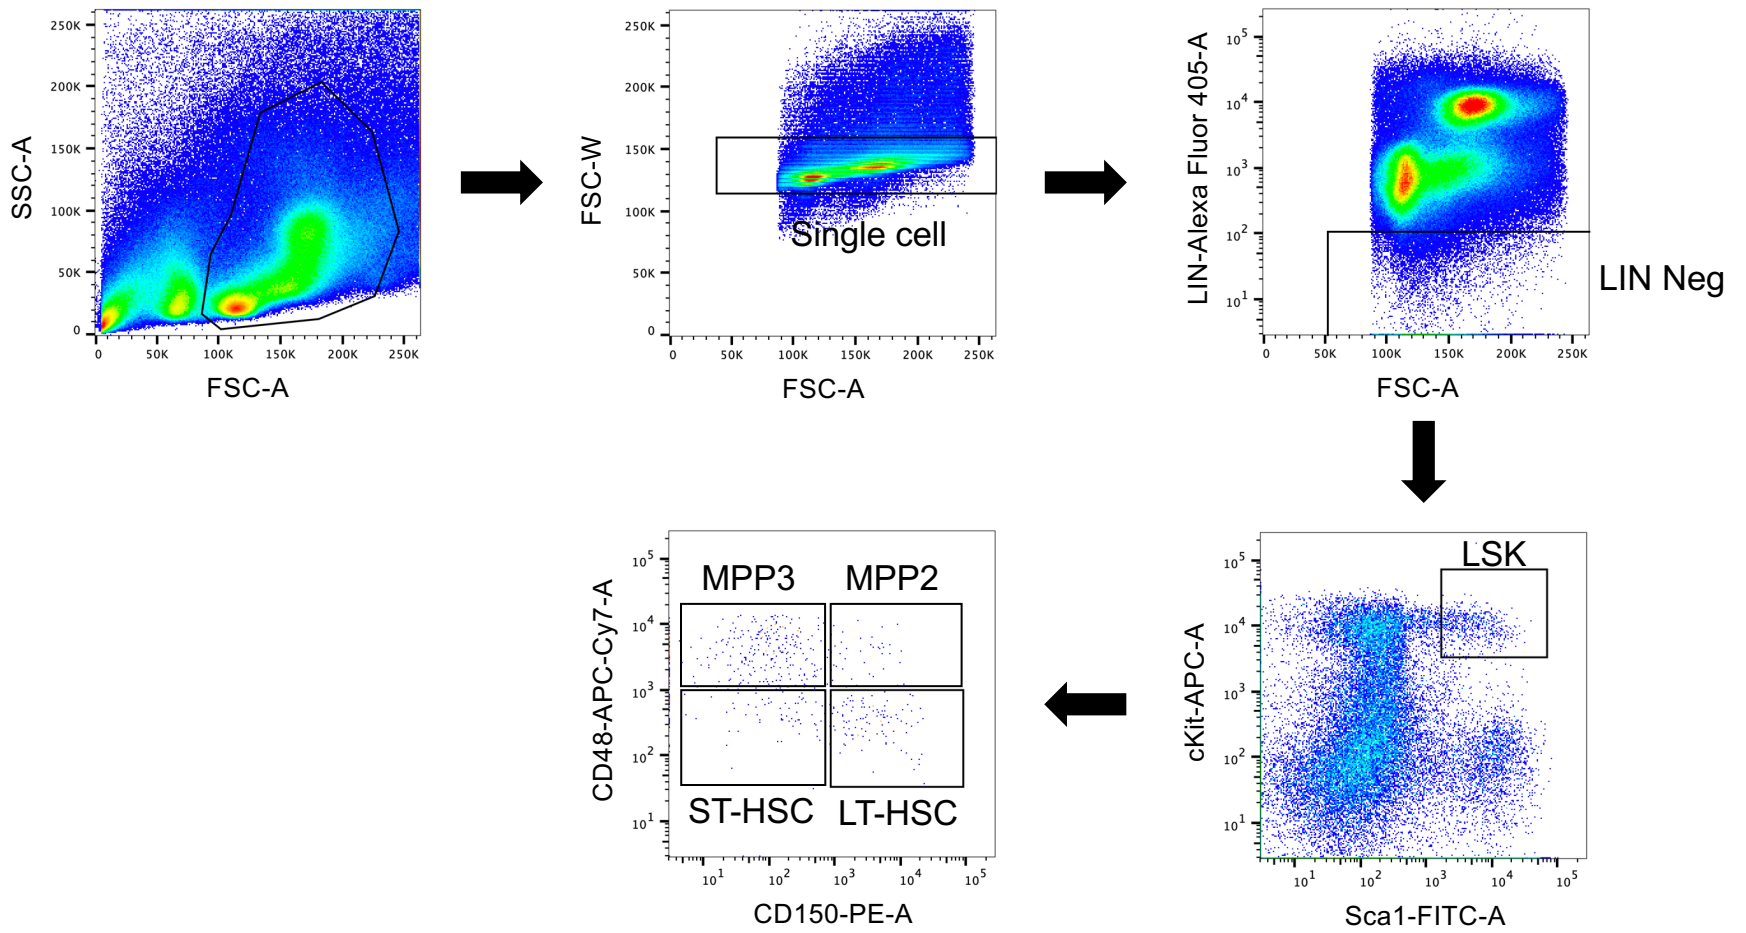 SSC-A
250K
200K
150K
100K
50K
0
0 50K 100K 150K 200K 250K
FSC-A
FSC-W
250K
200K
150K
100K
50K
0
Single cell
0 50K 100K 150K 200K 250K
FSC-A
LIN-Alexa Fluor 405-A
10⁵
10⁴
10³
10²
10¹
LIN Neg
0 50K 100K 150K 200K 250K
FSC-A
CD48-APC-Cy7-A
10⁵
10⁴
10³
10²
10¹
MPP3 MPP2
ST-HSC LT-HSC
10¹ 10² 10³ 10⁴ 10⁵
CD150-PE-A
cKit-APC-A
10⁵
10⁴
10³
10²
10¹
LSK
10¹ 10² 10³ 10⁴ 10⁵
Sca1-FITC-A